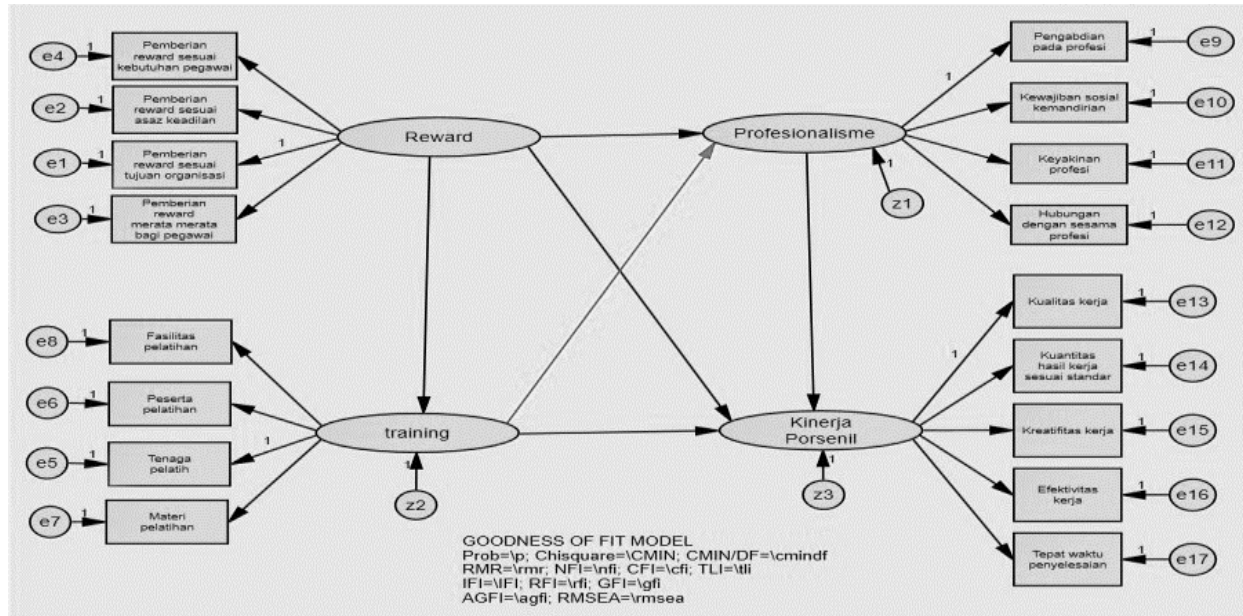 e4
1
Pemberian
reward sesuai
kebutuhan pegawai
e2
1
Pemberian
reward sesuai
asaz keadilan
e1
1
Pemberian
reward sesuai
tujuan organisasi
1
e3
1
Pemberian
reward
merata merata
bagi pegawai
Reward
Profesionalisme
1
z1
1
Pengabdian
pada profesi
1
e9
Kewajiban sosial
kemandirian
1
e10
Keyakinan
profesi
1
e11
Hubungan
dengan sesama
profesi
1
e12
e8
1
Fasilitas
pelatihan
e6
1
Peserta
pelatihan
e5
1
Tenaga
pelatih
1
e7
1
Materi
pelatihan
training
1
z2
Kinerja
Porsenil
1
z3
1
Kualitas kerja
1
e13
Kuantitas
hasil kerja
sesuai standar
1
e14
Kreatifitas kerja
1
e15
Efektivitas
kerja
1
e16
Tepat waktu
penyelesaian
1
e17
GOODNESS OF FIT MODEL
Prob=\p; Chisquare=\CMIN; CMIN/DF=\cmindf
RMR=\rmr; NFI=\nfi; CFI=\cfi; TLI=\tli
IFI=\IFI; RFI=\rfi; GFI=\gfi
AGFI=\agfi; RMSEA=\rmsea